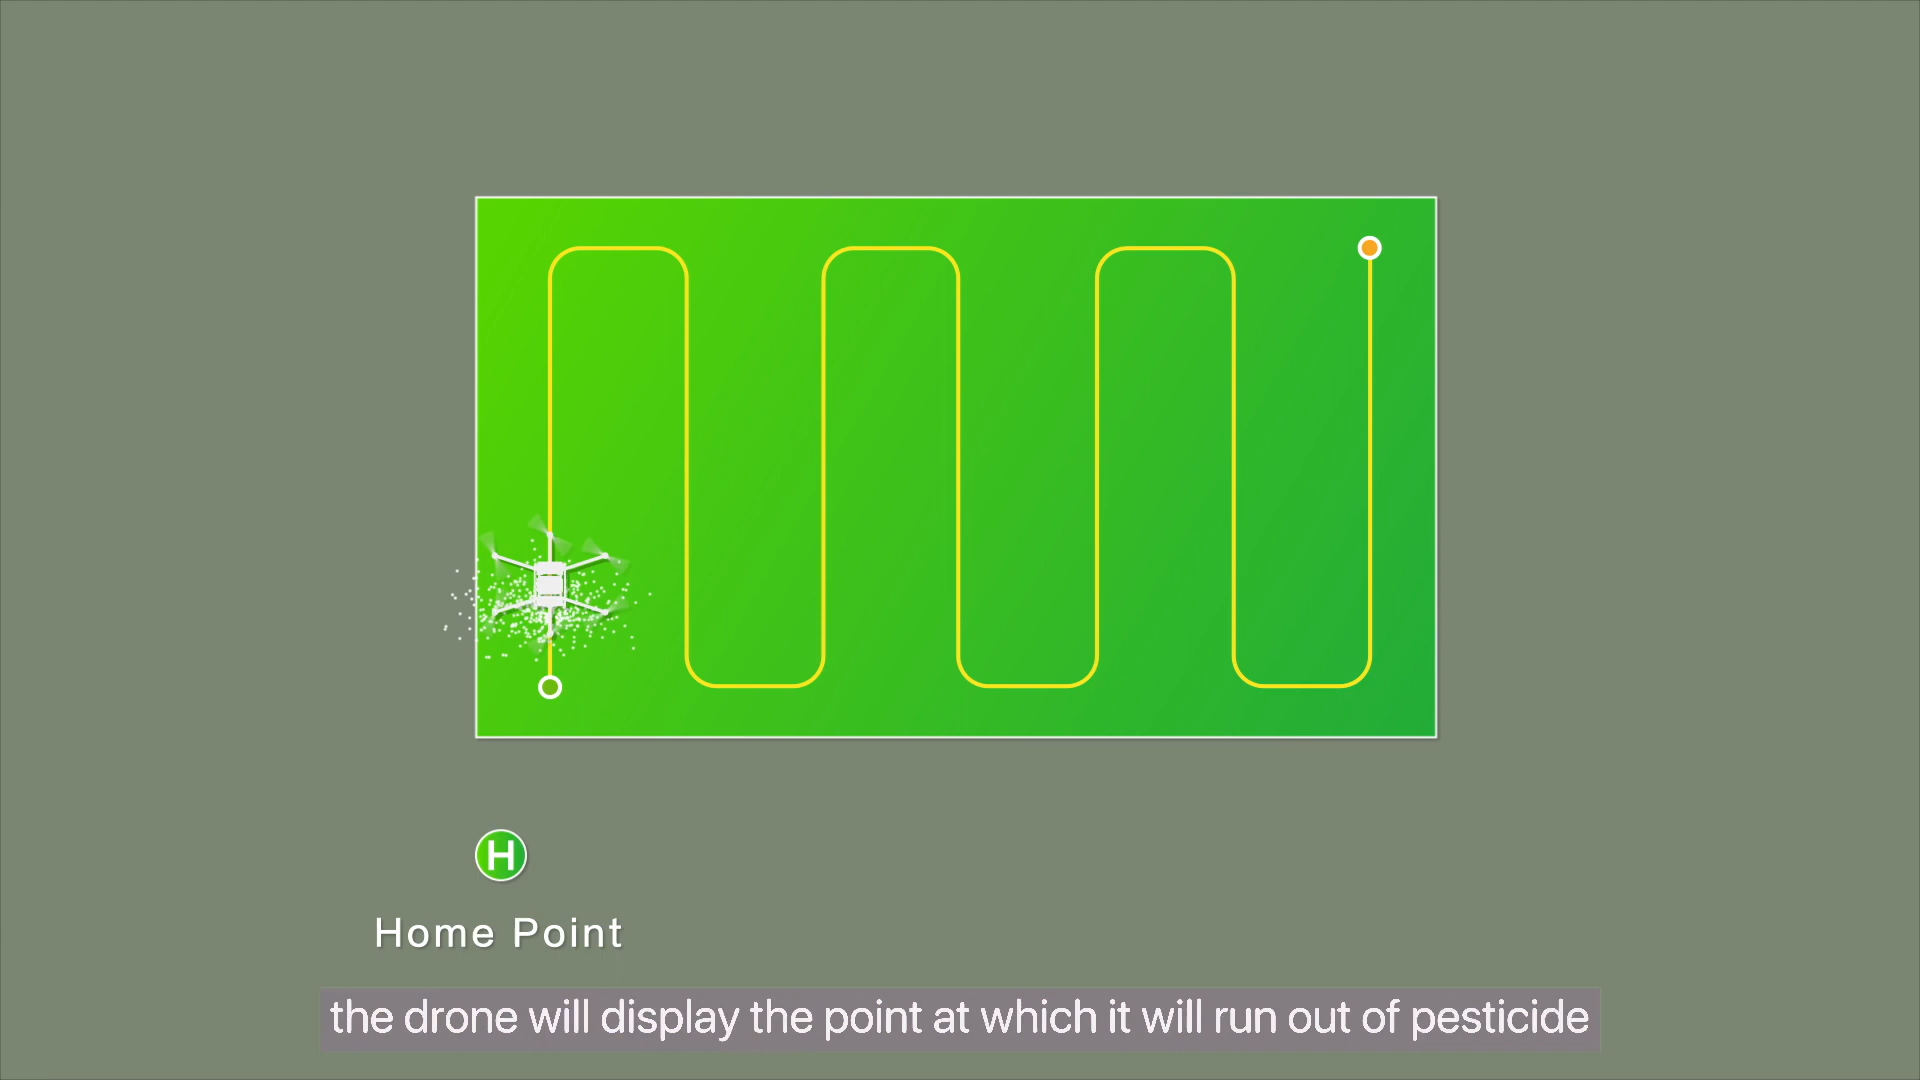 H
Home Point
the drone will display the point at which it will run out of pesticide